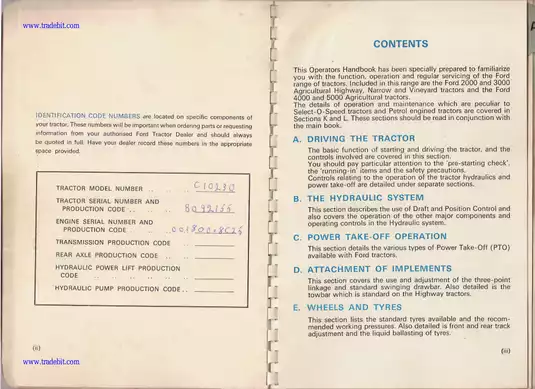 www.tradebit.com
IDENTIFICATION CODE NUMBERS are located on specific components of
your tractor. These numbers will be important when ordering parts or requesting
information from your authorised Ford Tractor Dealer and should always
be quoted in full. Have your dealer record these numbers in the appropriate
space provided.
TRACTOR MODEL NUMBER .. .. C10230
TRACTOR SERIAL NUMBER AND
PRODUCTION CODE .. .. ..
ENGINE SERIAL NUMBER AND
PRODUCTION CODE ..
TRANSMISSION PRODUCTION CODE
REAR AXLE PRODUCTION CODE .. ..
HYDRAULIC POWER LIFT PRODUCTION
CODE .. .. .. .. ..
HYDRAULIC PUMP PRODUCTION CODE ..
(ii)
www.tradebit.com
CONTENTS
This Operators Handbook has been specially prepared to familiarize
you with the function, operation and regular servicing of the Ford
range of tractors. Included in this range are the Ford 2000 and 3000
Agricultural Highway, Narrow and Vineyard tractors and the Ford
4000 and 5000 Agricultural tractors.
The details of operation and maintenance which are peculiar to
Select-O-Speed tractors and Petrol engined tractors are covered in
Sections K and L. These sections should be read in conjunction with
the main book.
A. DRIVING THE TRACTOR
The basic function of starting and driving the tractor, and the
controls involved are covered in this section.
You should pay particular attention to the 'pre-starting check',
the 'running-in' items and the safety precautions.
Controls relating to the operation of the tractor hydraulics and
power take-off are detailed under separate sections.
B. THE HYDRAULIC SYSTEM
This section describes the use of Draft and Position Control and
also covers the operation of the other major components and
operating controls in the Hydraulic system.
C. POWER TAKE-OFF OPERATION
This section details the various types of Power Take-Off (PTO)
available with Ford tractors.
D. ATTACHMENT OF IMPLEMENTS
This section covers the use and adjustment of the three-point
linkage and standard swinging drawbar. Also detailed is the
towbar which is standard on the Highway tractors.
E. WHEELS AND TYRES
This section lists the standard tyres available and the recom-
mended working pressures. Also detailed is front and rear track
adjustment and the liquid ballasting of tyres.
(iii)